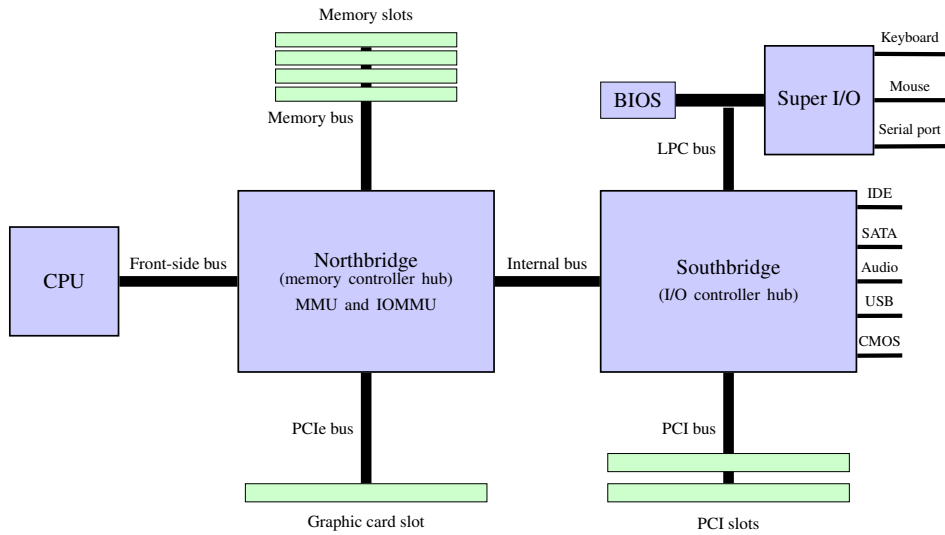 Memory slots
Keyboard
Mouse
Serial port
BIOS
Super I/O
Memory bus
LPC bus
IDE
SATA
Audio
USB
CMOS
CPU
Front-side bus
Northbridge
(memory controller hub)
MMU and IOMMU
Internal bus
Southbridge
(I/O controller hub)
PCIe bus
PCI bus
Graphic card slot
PCI slots